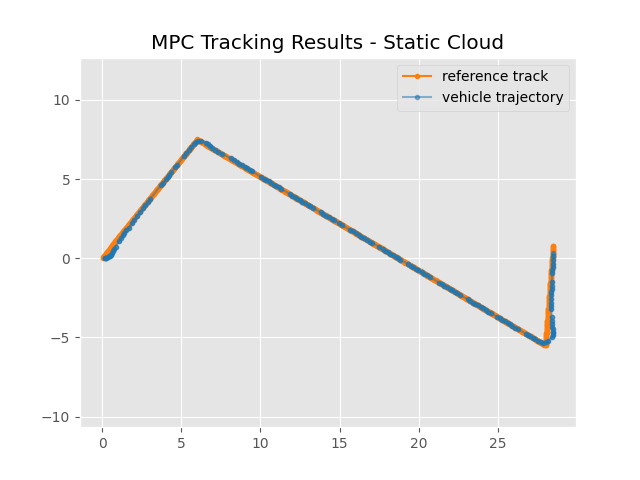 MPC Tracking Results - Static Cloud
reference track
vehicle trajectory
10
5
0
−5
−10
0 5 10 15 20 25